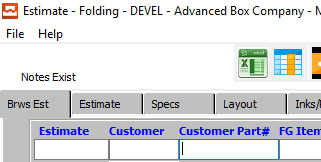 Estimate - Folding - DEVEL - Advanced Box Company - N
File Help
Notes Exist
Brws Est Estimate Specs Layout Inks/
Estimate Customer Customer Part# FG Item